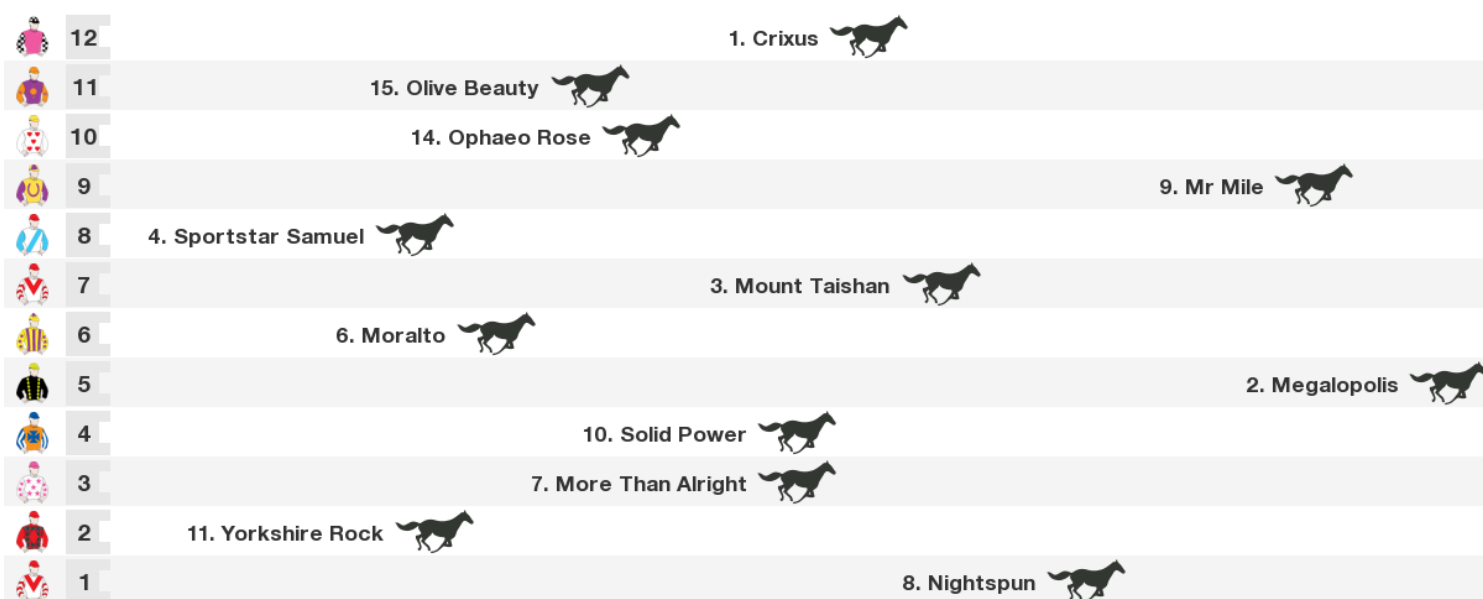 12 1. Crixus
11 15. Olive Beauty
10 14. Ophaeo Rose
9 9. Mr Mile
8 4. Sportstar Samuel
7 3. Mount Taishan
6 6. Moralto
5 2. Megalopolis
4 10. Solid Power
3 7. More Than Alright
2 11. Yorkshire Rock
1 8. Nightspun